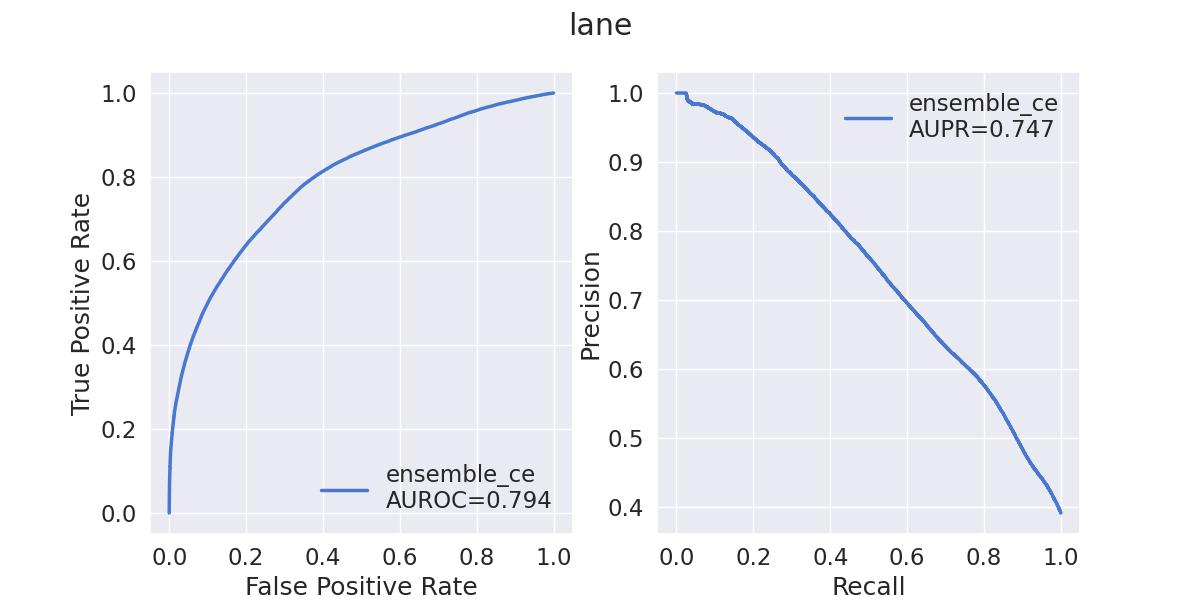 lane
1.0
0.8
0.6
0.4
0.2
0.0
True Positive Rate
ensemble_ce
AUROC=0.794
0.0 0.2 0.4 0.6 0.8 1.0
False Positive Rate
1.0
0.9
0.8
0.7
0.6
0.5
0.4
Precision
ensemble_ce
AUPR=0.747
0.0 0.2 0.4 0.6 0.8 1.0
Recall